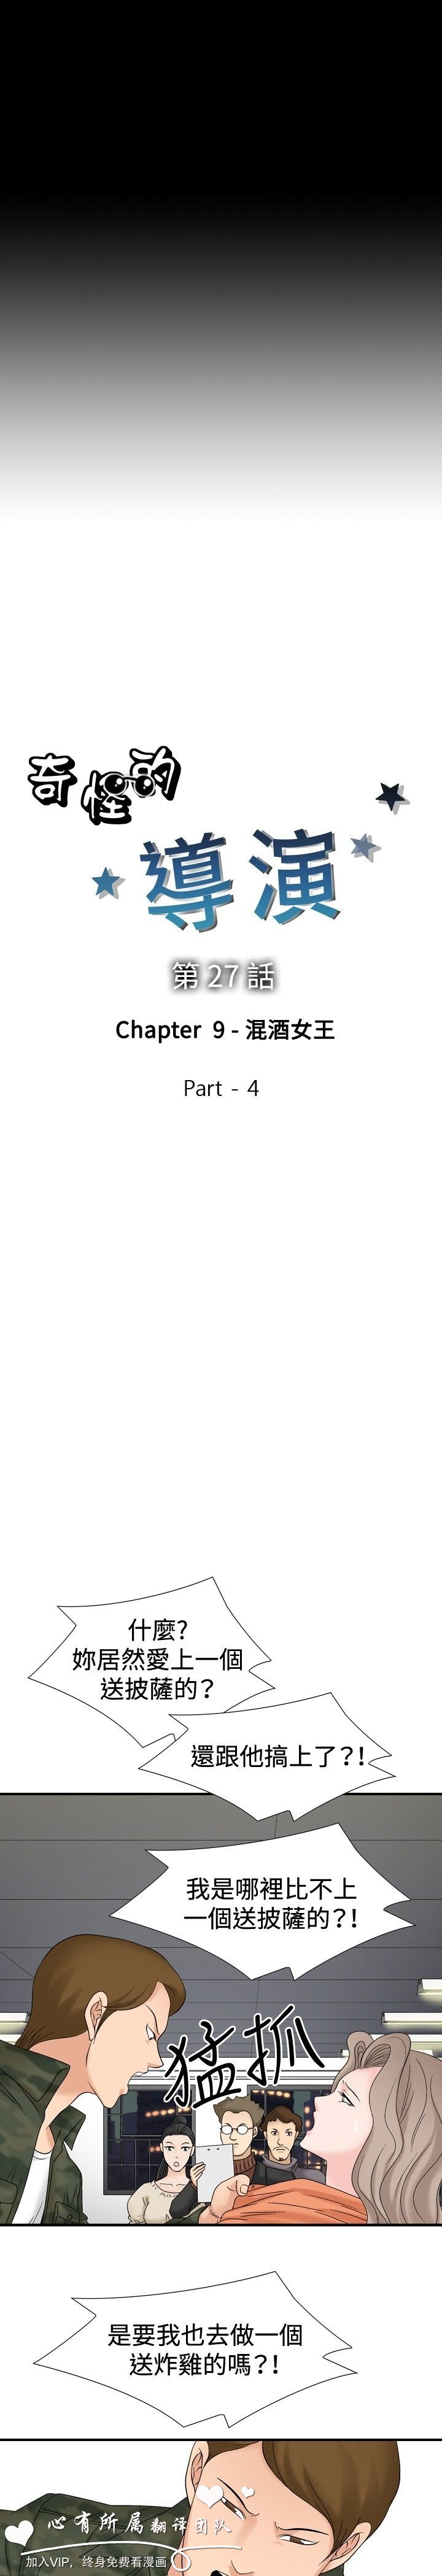 奇怪的
導演
第 27 話
Chapter 9 - 混酒女王
Part - 4
什麼?
妳居然愛上一個
送披薩的?
還跟他搞上了?!
我是哪裡比不上
一個送披薩的?!
猛抓
是要我也去做一個
送炸雞的嗎?!
心有所属翻译团队
加入VIP，终身免费看漫画